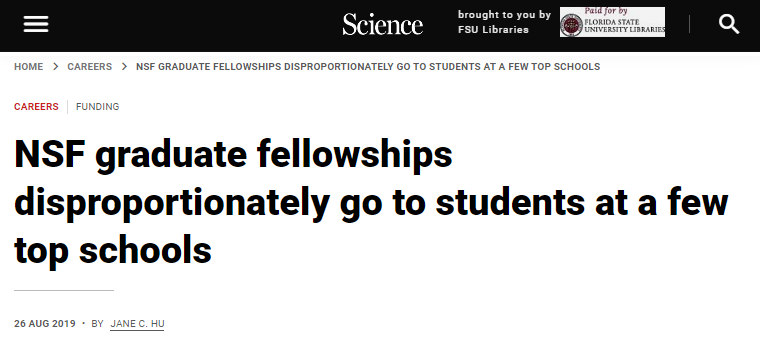 Science
brought to you by
FSU Libraries
Paid for by
FLORIDA STATE
UNIVERSITY LIBRARIES
HOME > CAREERS > NSF GRADUATE FELLOWSHIPS DISPROPORTIONATELY GO TO STUDENTS AT A FEW TOP SCHOOLS
CAREERS | FUNDING
NSF graduate fellowships
disproportionately go to students at a few
top schools
26 AUG 2019 • BY JANE C. HU